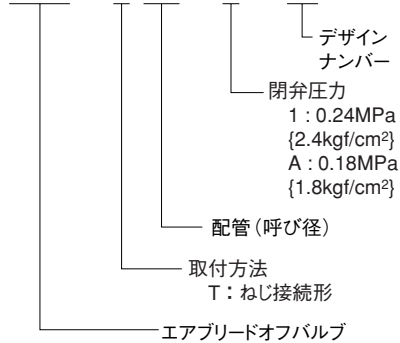 デザイン
ナンバー
閉弁圧力
1：0.24MPa
{2.4kgf/cm²}
A：0.18MPa
{1.8kgf/cm²}
配管（呼び径）
取付方法
T：ねじ接続形
エアブリードオフバルブ